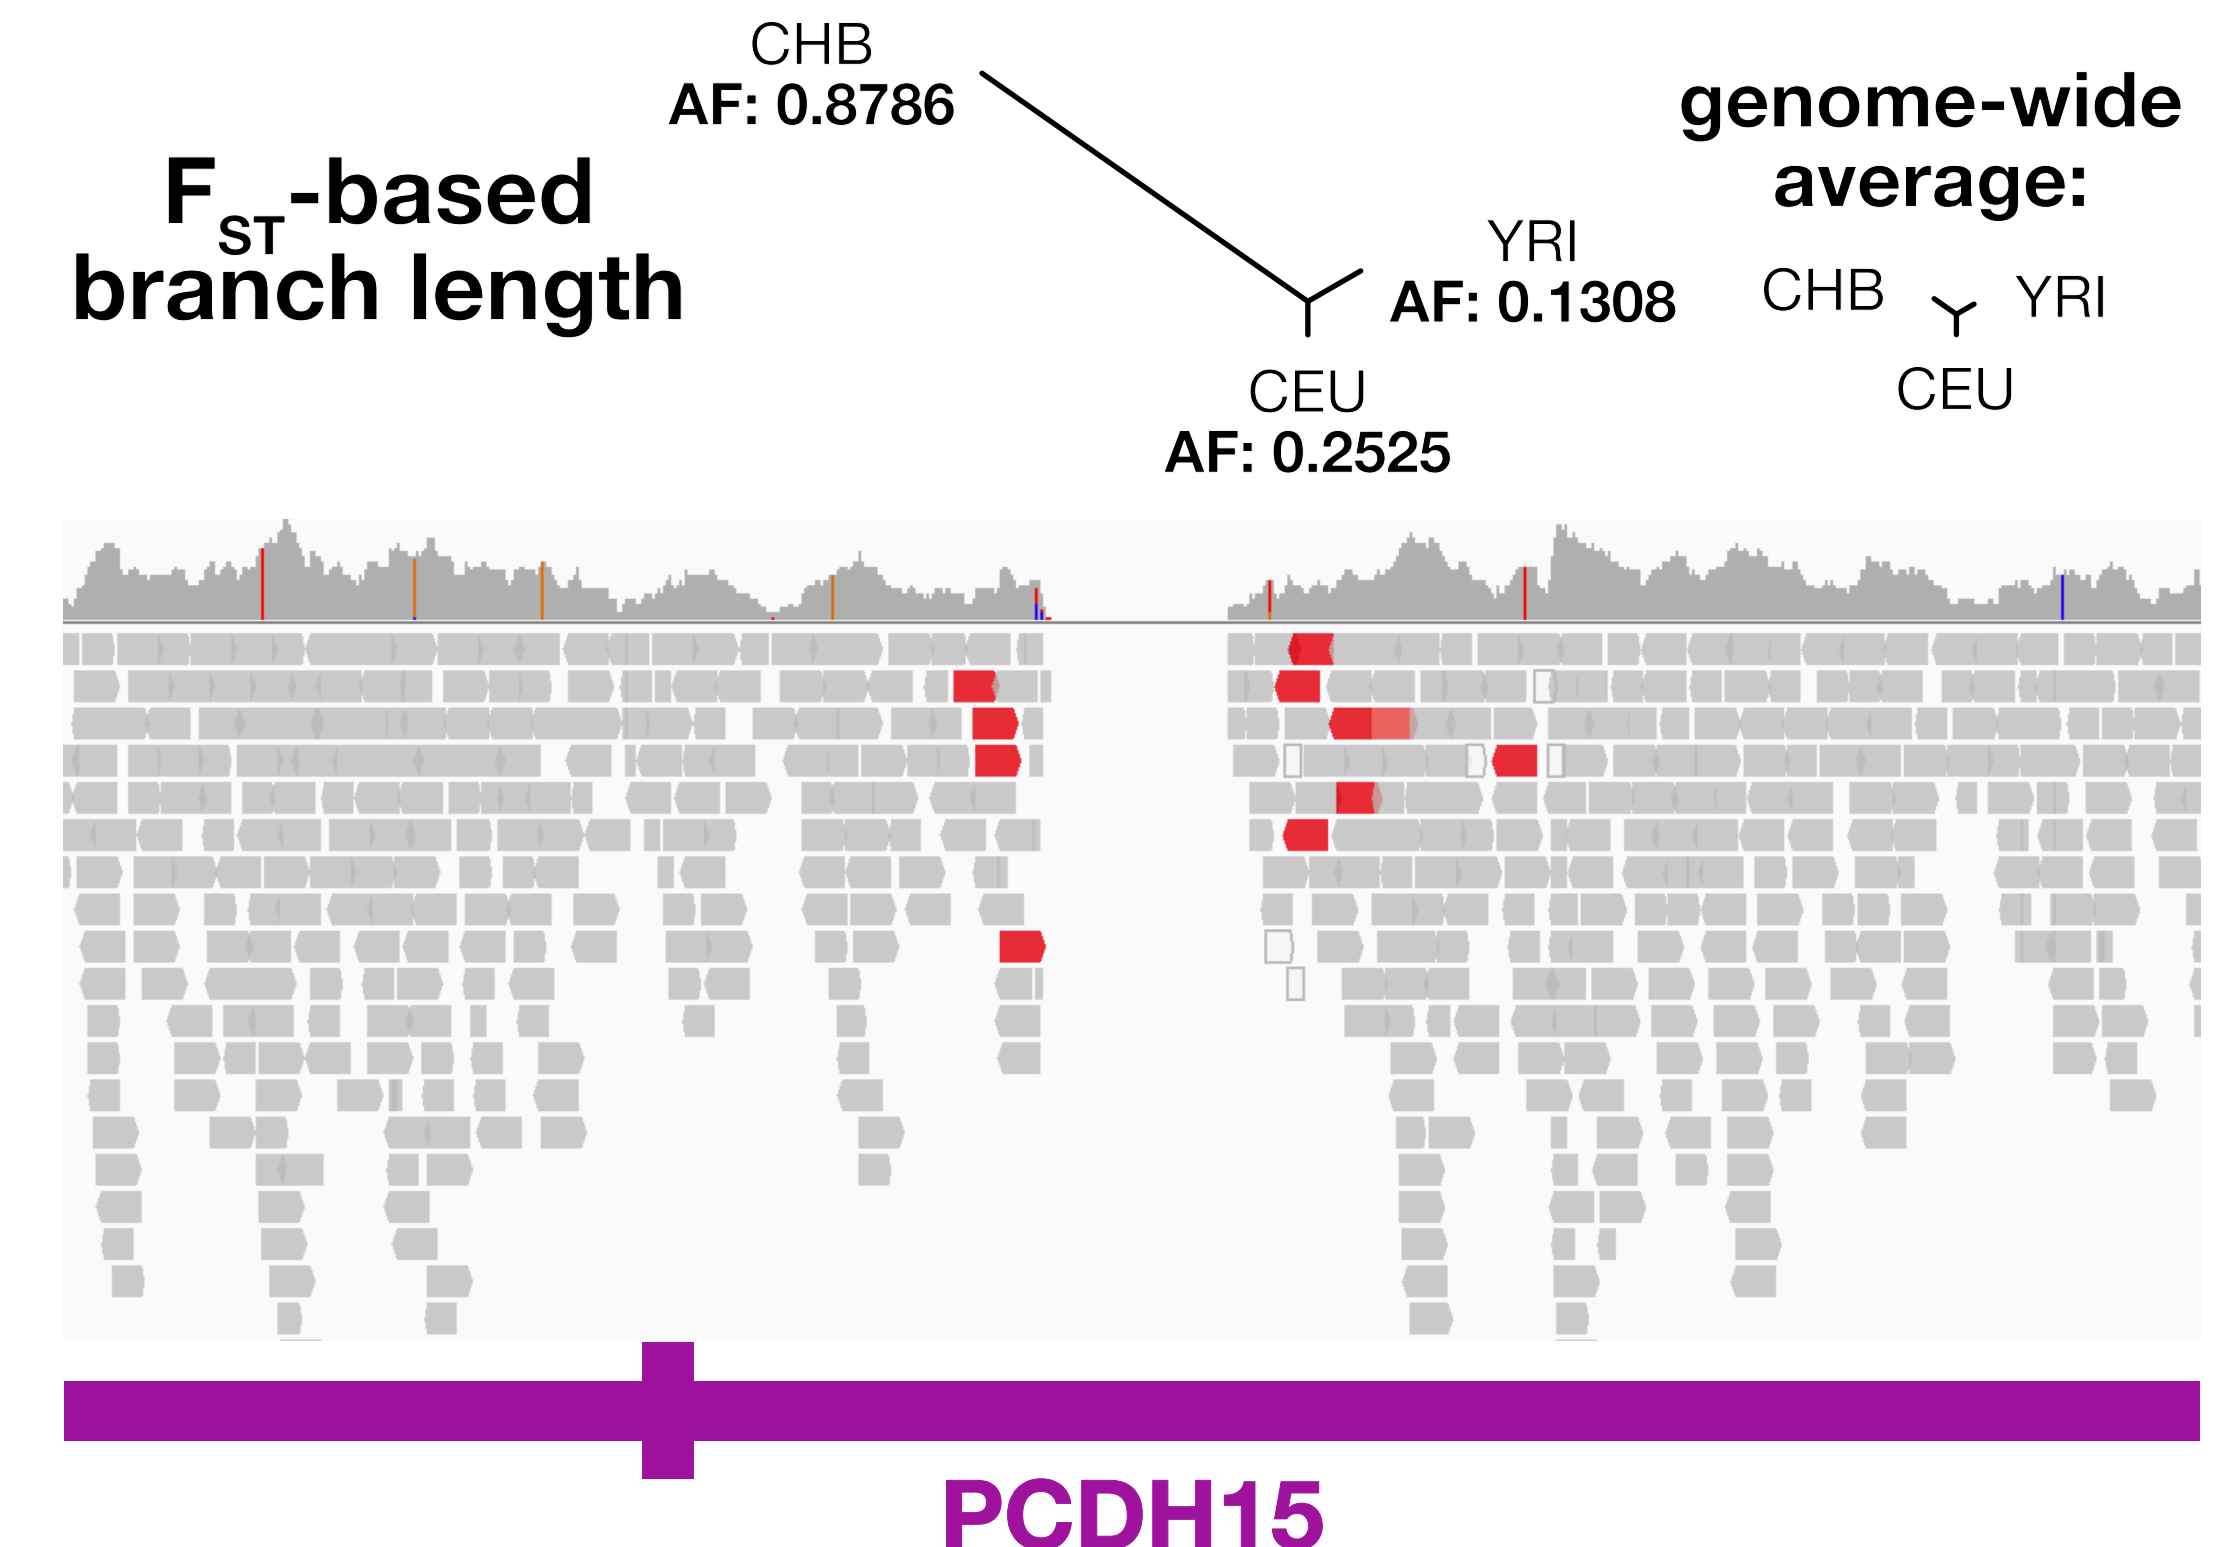 F_ST-based
branch length
CHB
AF: 0.8786
YRI
AF: 0.1308
CEU
AF: 0.2525
genome-wide
average:
CHB
YRI
CEU
PCDH15